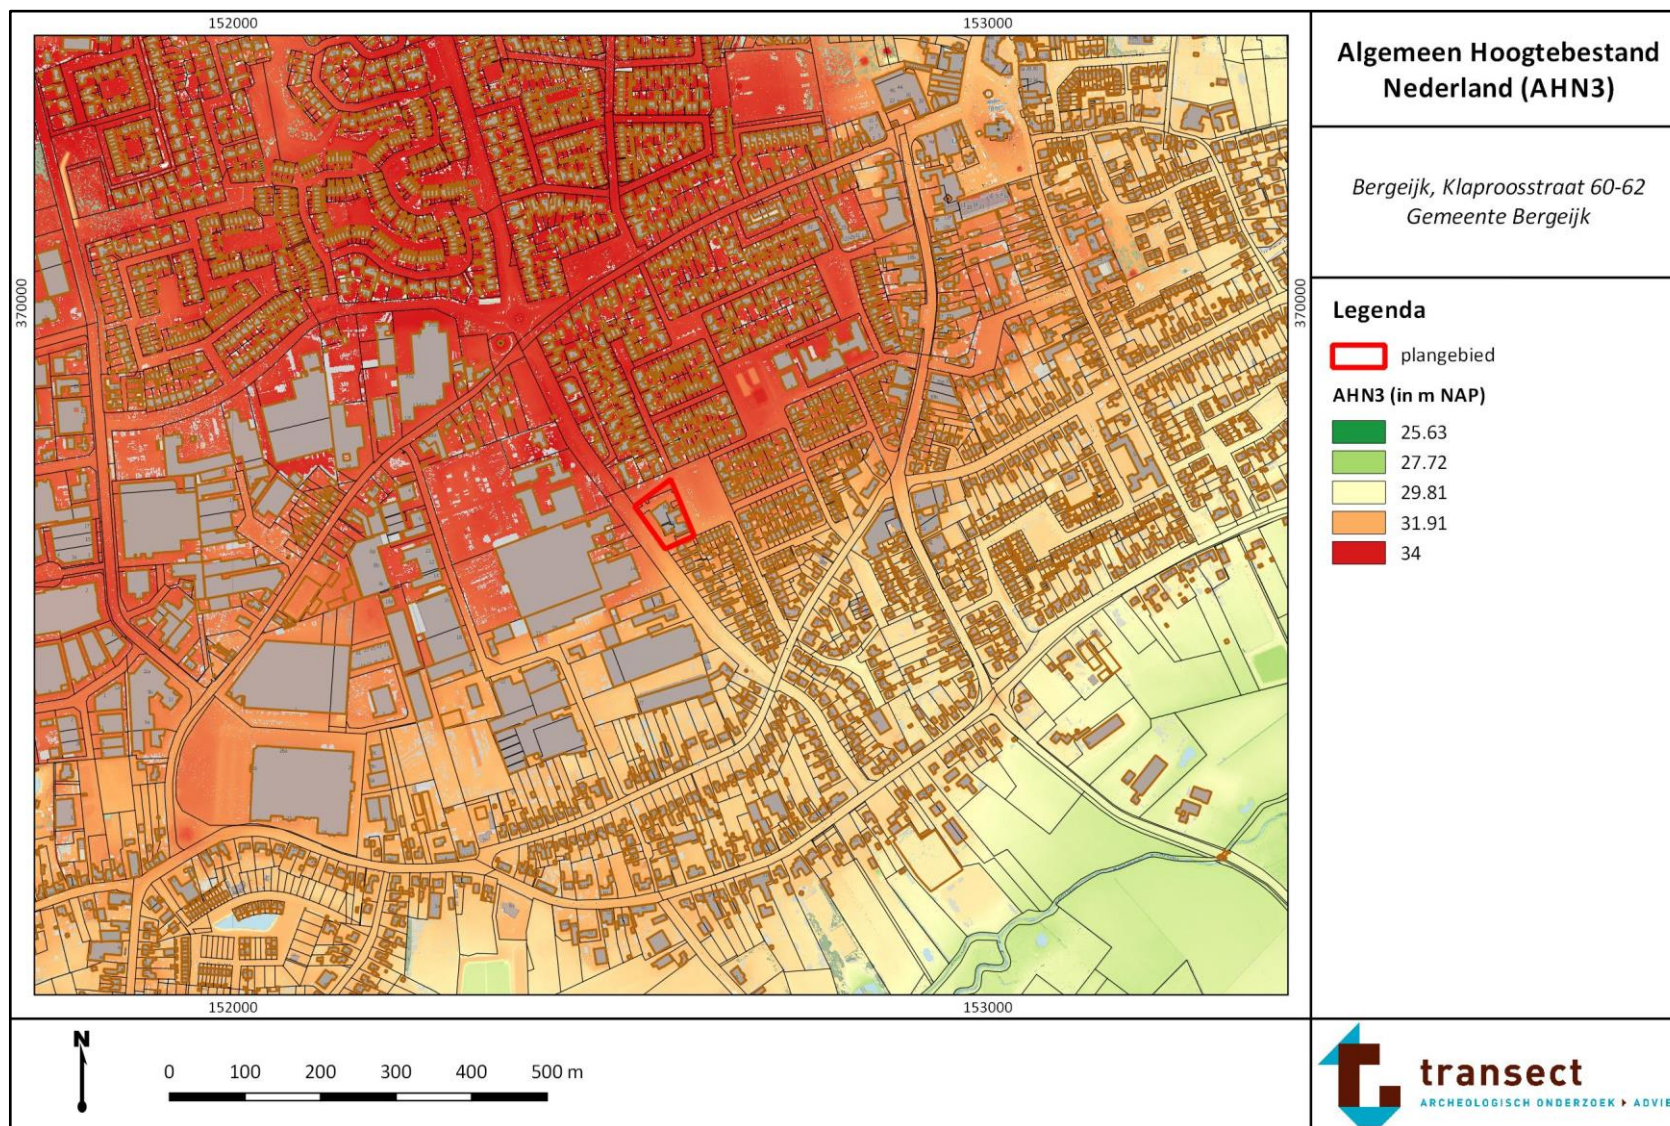 152000
153000
370000
370000
152000
153000
Algemeen Hoogtebestand
Nederland (AHN3)
Bergeijk, Klaproosstraat 60-62
Gemeente Bergeijk
Legenda
plangebied
AHN3 (in m NAP)
25.63
27.72
29.81
31.91
34
N
0 100 200 300 400 500 m
transect
ARCHEOLOGISCH ONDERZOEK ▸ ADVIE